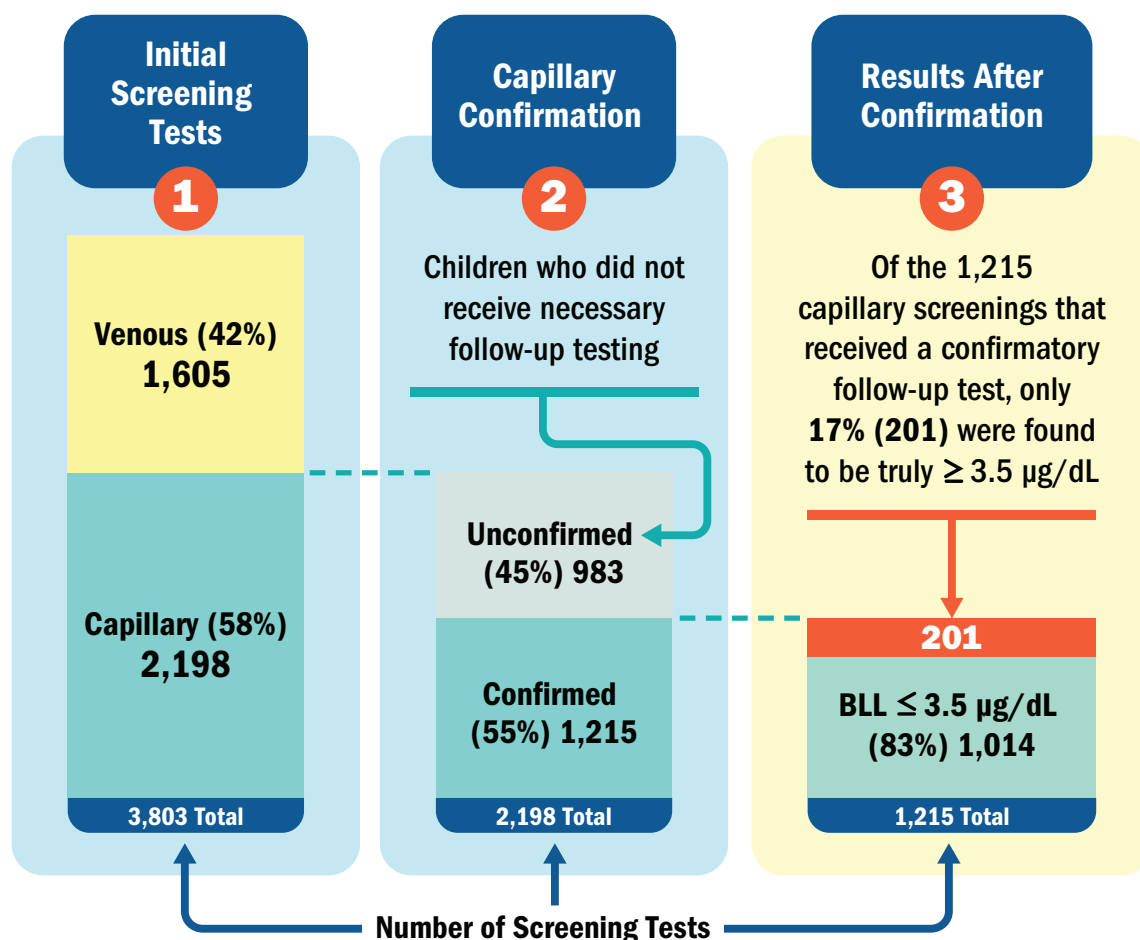 Initial
Screening
Tests
1
Venous (42%)
1,605
Capillary (58%)
2,198
3,803 Total
Capillary
Confirmation
2
Children who did not
receive necessary
follow-up testing
Unconfirmed
(45%) 983
Confirmed
(55%) 1,215
2,198 Total
Results After
Confirmation
3
Of the 1,215
capillary screenings that
received a confirmatory
follow-up test, only
17% (201) were found
to be truly ≥ 3.5 µg/dL
201
BLL ≤ 3.5 µg/dL
(83%) 1,014
1,215 Total
Number of Screening Tests